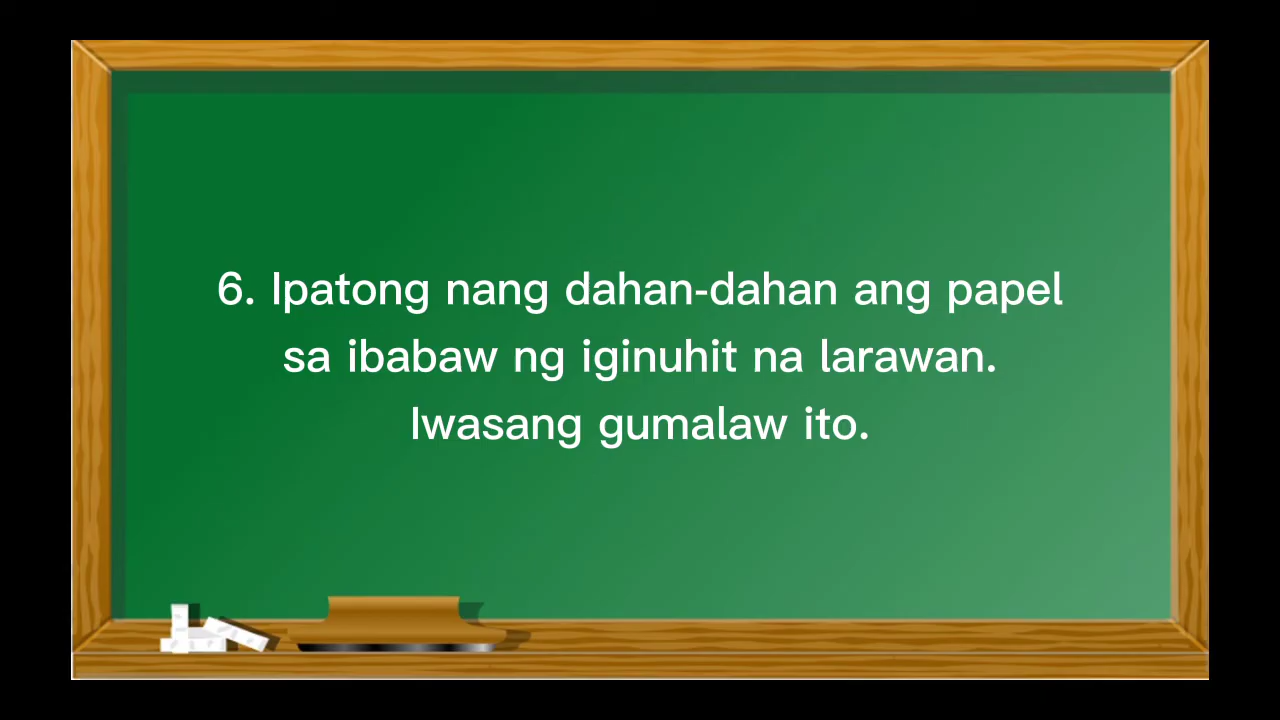 6. Ipatong nang dahan-dahan ang papel
sa ibabaw ng iginuhit na larawan.
Iwasang gumalaw ito.